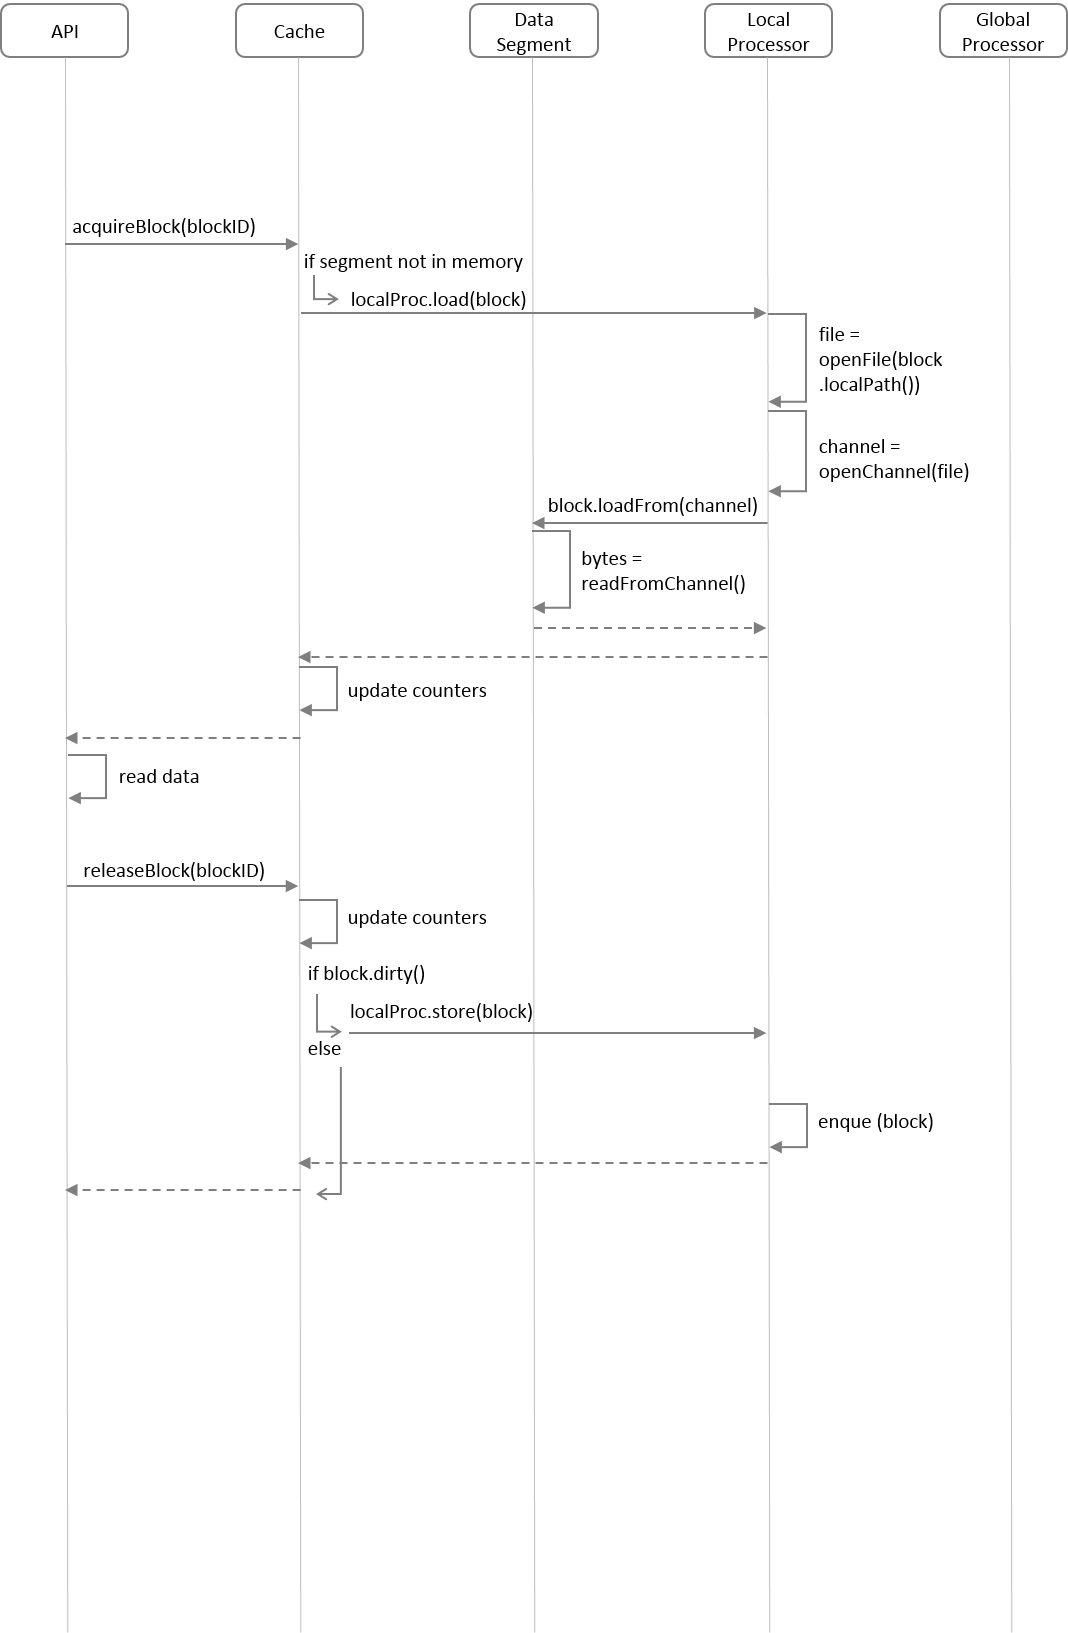 API
Cache
Data
Segment
Local
Processor
Global
Processor
acquireBlock(blockID)
if segment not in memory
localProc.load(block)
file =
openFile(block
.localPath())
channel =
openChannel(file)
block.loadFrom(channel)
bytes =
readFromChannel()
update counters
read data
releaseBlock(blockID)
update counters
if block.dirty()
localProc.store(block)
else
enque (block)